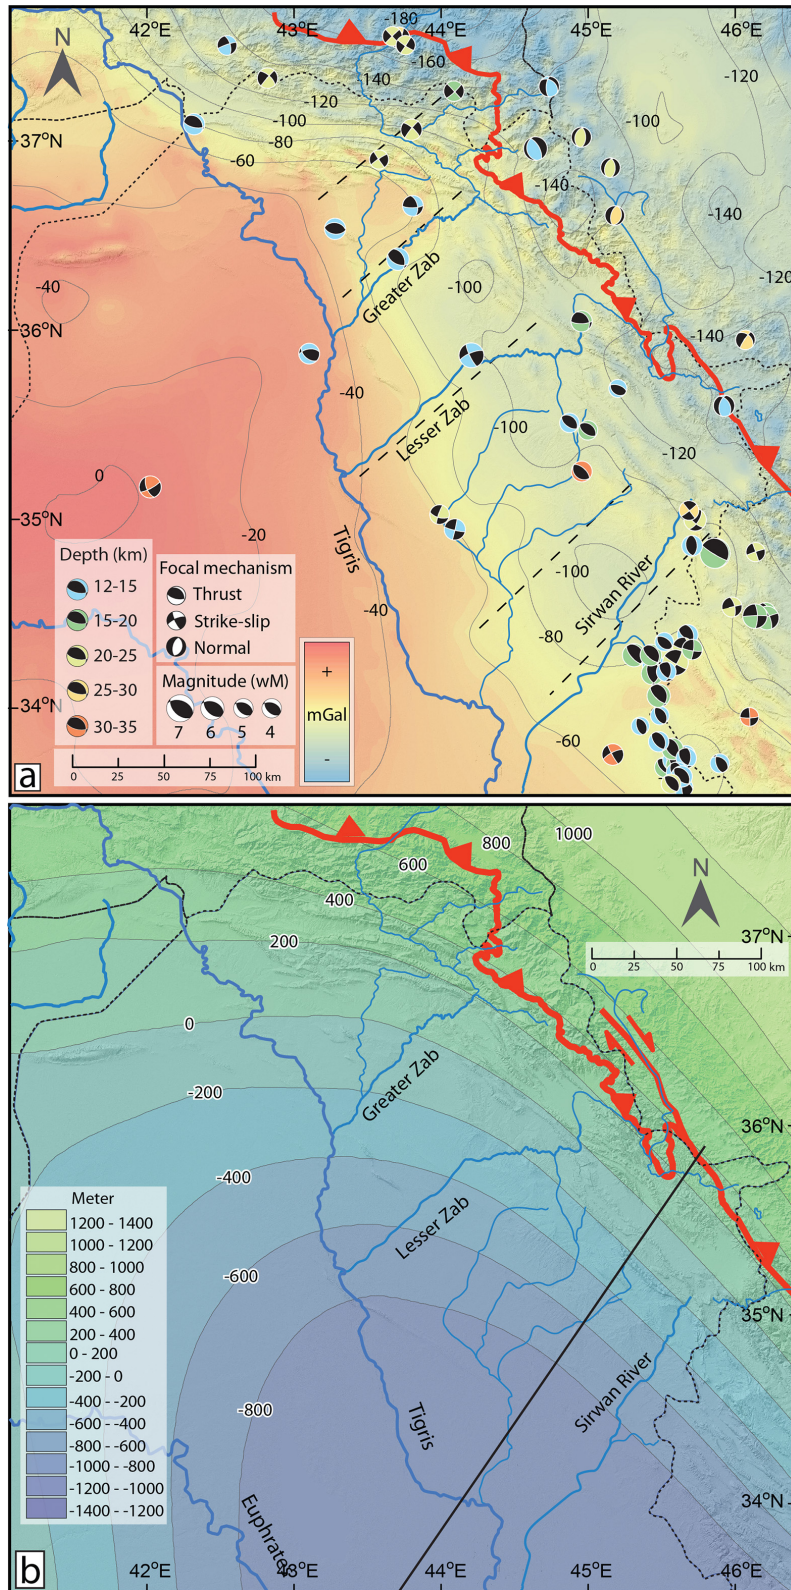 42°E
43°E
44°E
45°E
46°E
-180
-160
140
-120
-100
-80
-60
-120
-100
-140
-140
-120
-140
N
37°N
-40
Greater Zab
-100
36°N
-40
Lesser Zab
-100
-120
0
-20
35°N
Tigris
-100
Sirwan River
-40
-80
-60
34°N
Depth (km)
12-15
15-20
20-25
25-30
30-35
Focal mechanism
Thrust
Strike-slip
Normal
Magnitude (wM)
7 6 5 4
+
mGal
-
0 25 50 75 100 km
a
1000
800
600
400
200
0
-200
-400
-600
-800
N
0 25 50 75 100 km
37°N
36°N
35°N
34°N
Greater Zab
Lesser Zab
Sirwan River
Tigris
Euphrates
Meter
1200 - 1400
1000 - 1200
800 - 1000
600 - 800
400 - 600
200 - 400
0 - 200
-200 - 0
-400 - -200
-600 - -400
-800 - -600
-1000 - -800
-1200 - -1000
-1400 - -1200
b
42°E
43°E
44°E
45°E
46°E